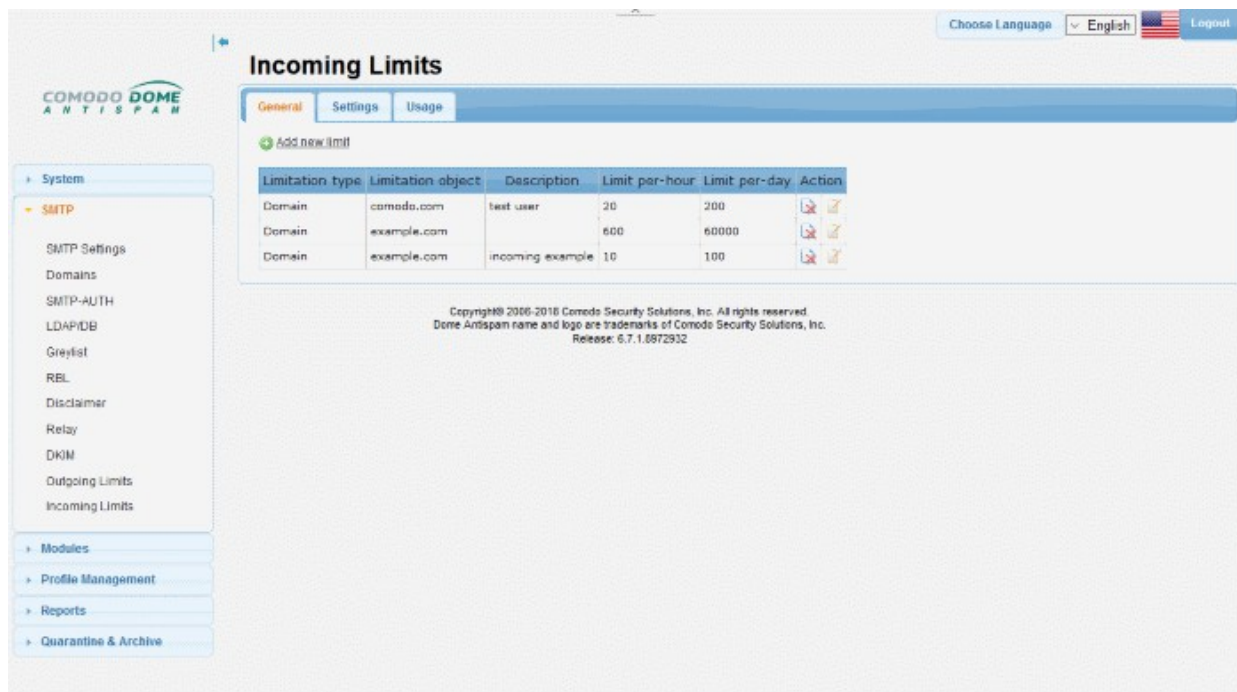 Choose Language English Logout
COMODO DOME
ANTISPAM
Incoming Limits
General Settings Usage
Add new limit
Limitation type Limitation object Description Limit per-hour Limit per-day Action
Domain comodo.com test user 20 200
Domain example.com 600 60000
Domain example.com incoming example 10 100
Copyright© 2006-2018 Comodo Security Solutions, Inc. All rights reserved.
Dome Antispam name and logo are trademarks of Comodo Security Solutions, Inc.
Release: 6.7.1.8972932
System
SMTP
SMTP Settings
Domains
SMTP-AUTH
LDAP/DB
Greylist
RBL
Disclaimer
Relay
DKIM
Outgoing Limits
Incoming Limits
Modules
Profile Management
Reports
Quarantine & Archive